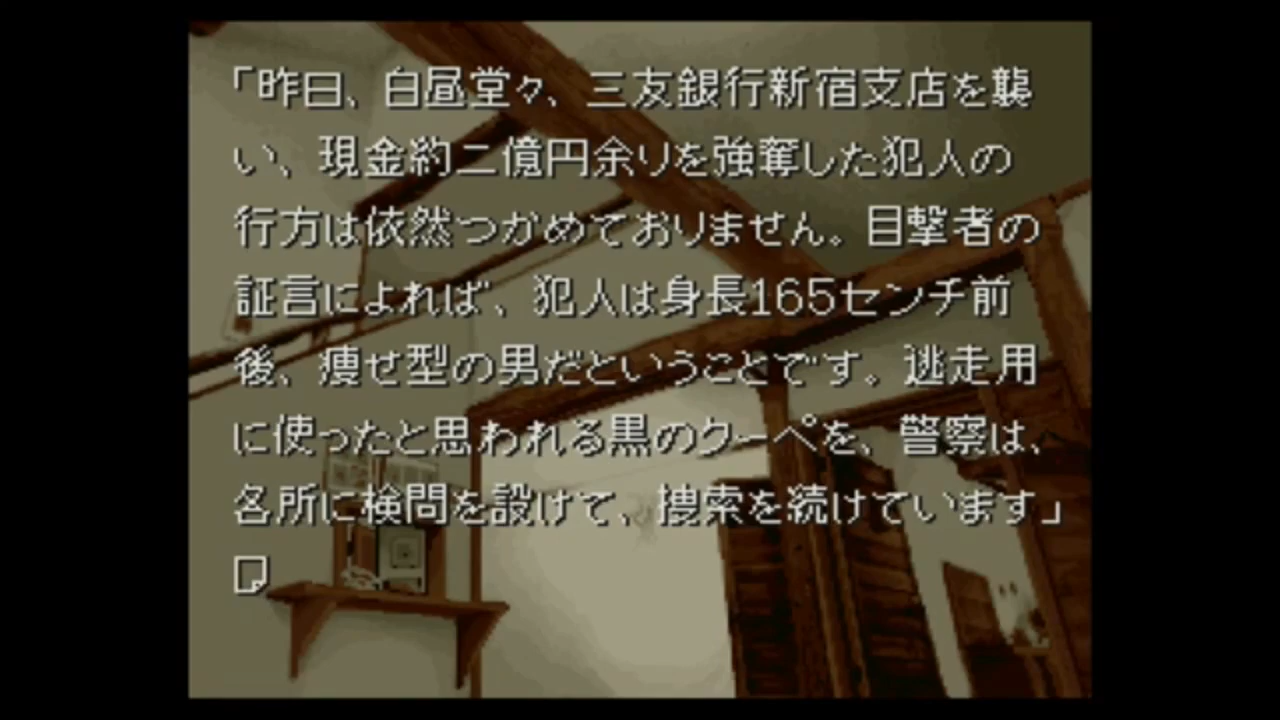 「昨日、白昼堂々、三友銀行新宿支店を襲
い、現金約二億円余りを強奪した犯人の
行方は依然つかめておりません。目撃者の
証言によれば、犯人は身長165センチ前
後、痩せ型の男だということです。逃走用
に使ったと思われる黒のクーペを、警察は、
各所に検問を設けて、捜索を続けています」